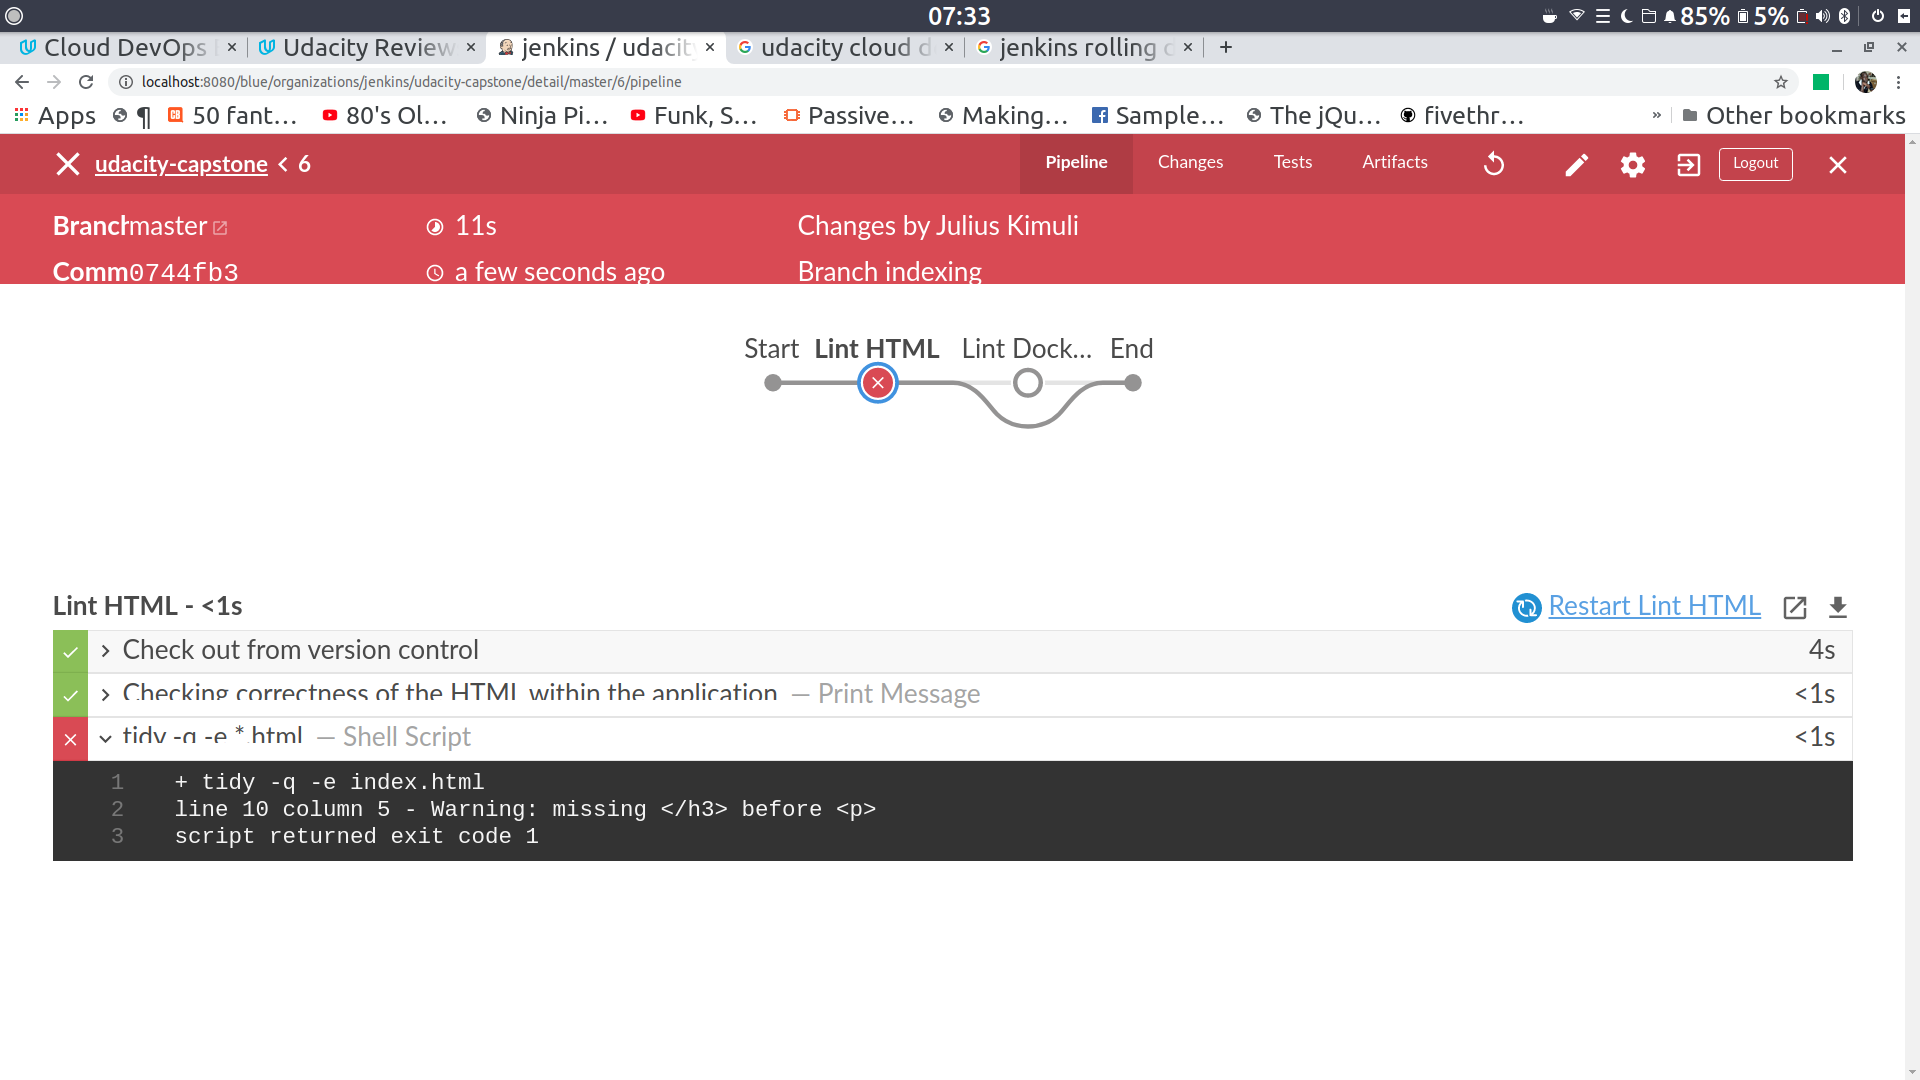 07:33
85% 5%
Cloud DevOps
Udacity Review
jenkins / udacity
udacity cloud d
jenkins rolling
localhost:8080/blue/organizations/jenkins/udacity-capstone/detail/master/6/pipeline
Apps ¶ 50 fant... 80's Ol... Ninja Pi... Funk, S... Passive... Making... Sample... The jQu... fivethr... » Other bookmarks
udacity-capstone < 6
Pipeline Changes Tests Artifacts Logout
Branchmaster 11s Changes by Julius Kimuli
Comm0744fb3 a few seconds ago Branch indexing
Start Lint HTML Lint Dock... End
Lint HTML - <1s Restart Lint HTML
Check out from version control 4s
Checking correctness of the HTML within the application — Print Message <1s
tidy -q -e *.html — Shell Script <1s
1 + tidy -q -e index.html
2 line 10 column 5 - Warning: missing </h3> before <p>
3 script returned exit code 1